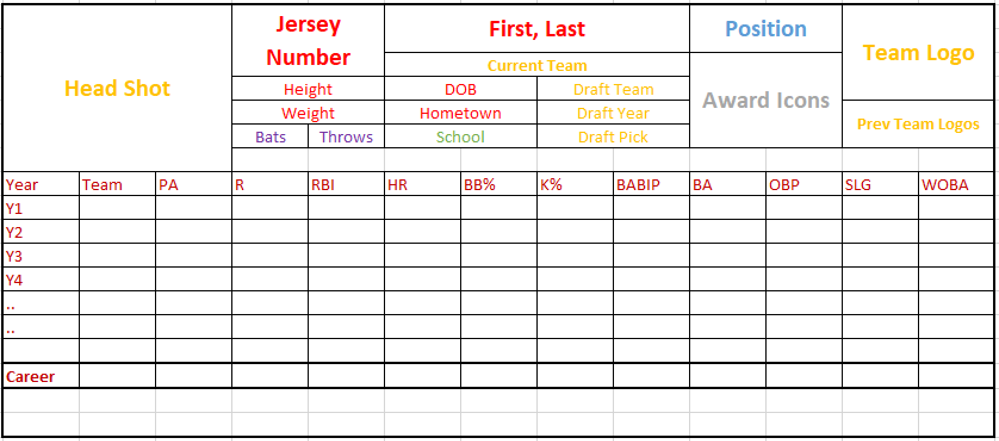 Head Shot
Jersey
Number
Height
Weight
Bats Throws
First, Last
Current Team
DOB Draft Team
Hometown Draft Year
School Draft Pick
Position
Award Icons
Team Logo
Prev Team Logos
Year Team PA R RBI HR BB% K% BABIP BA OBP SLG WOBA
Y1
Y2
Y3
Y4
..
..
Career